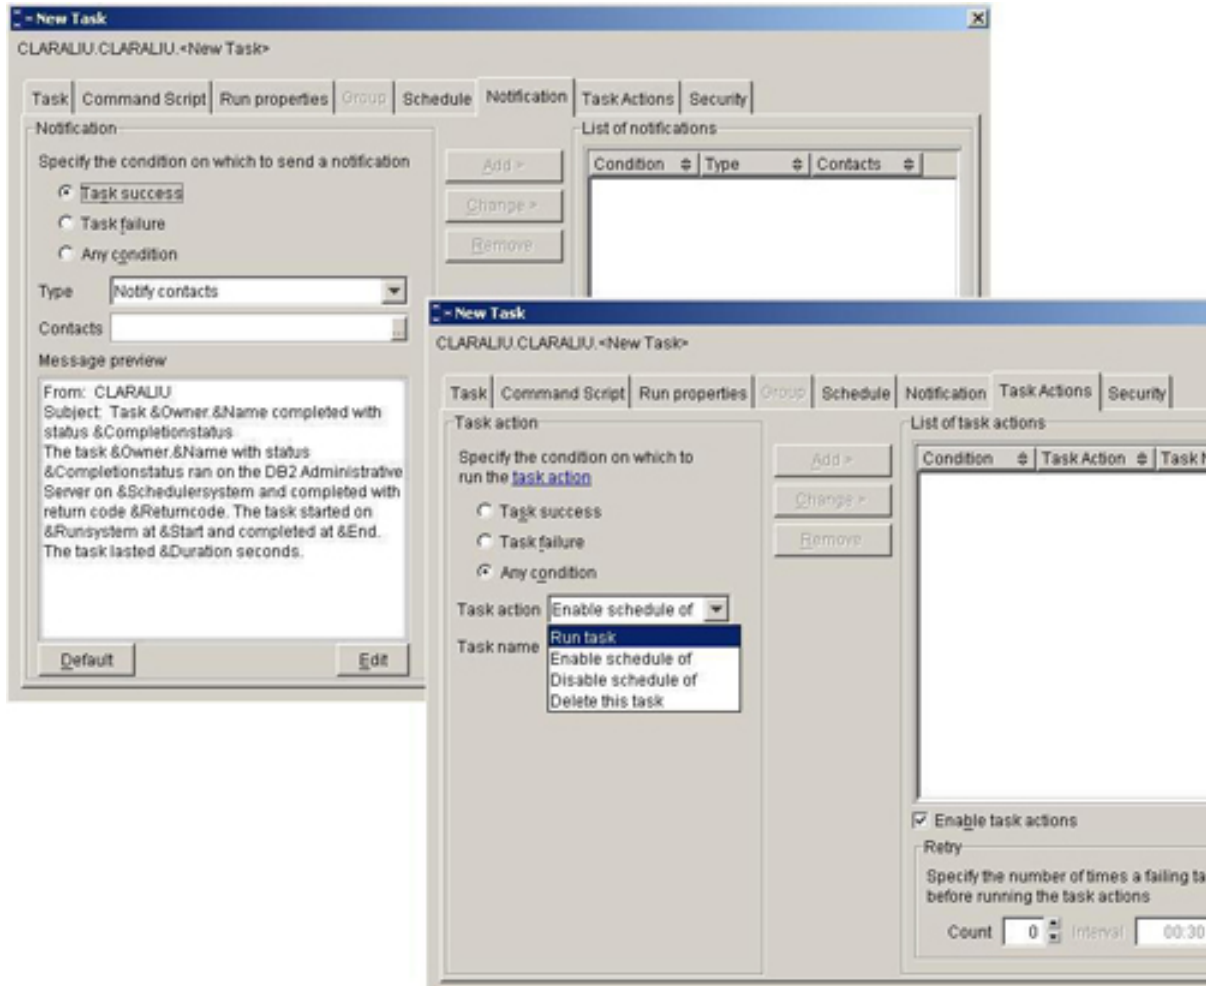 New Task
CLARALIU.CLARALIU.<New Task>
Task Command Script Run properties Group Schedule Notification Task Actions Security
Notification
Specify the condition on which to send a notification
Task success
Task failure
Any condition
Type Notify contacts
Contacts ...
Message preview
From: CLARALIU
Subject: Task &Owner.&Name completed with
status &Completionstatus
The task &Owner.&Name with status
&Completionstatus ran on the DB2 Administrative
Server on &Schedulersystem and completed with
return code &Returncode. The task started on
&Runsystem at &Start and completed at &End.
The task lasted &Duration seconds.
Default Edit
Add »
Change »
Remove
List of notifications
Condition Type Contacts
New Task
CLARALIU.CLARALIU.<New Task>
Task Command Script Run properties Group Schedule Notification Task Actions Security
Task action
Specify the condition on which to
run the task action
Task success
Task failure
Any condition
Task action Enable schedule of
Task name
Run task
Enable schedule of
Disable schedule of
Delete this task
Add »
Change »
Remove
List of task actions
Condition Task Action Task N
Enable task actions
Retry
Specify the number of times a failing ta
before running the task actions
Count 0 Interval 00:30